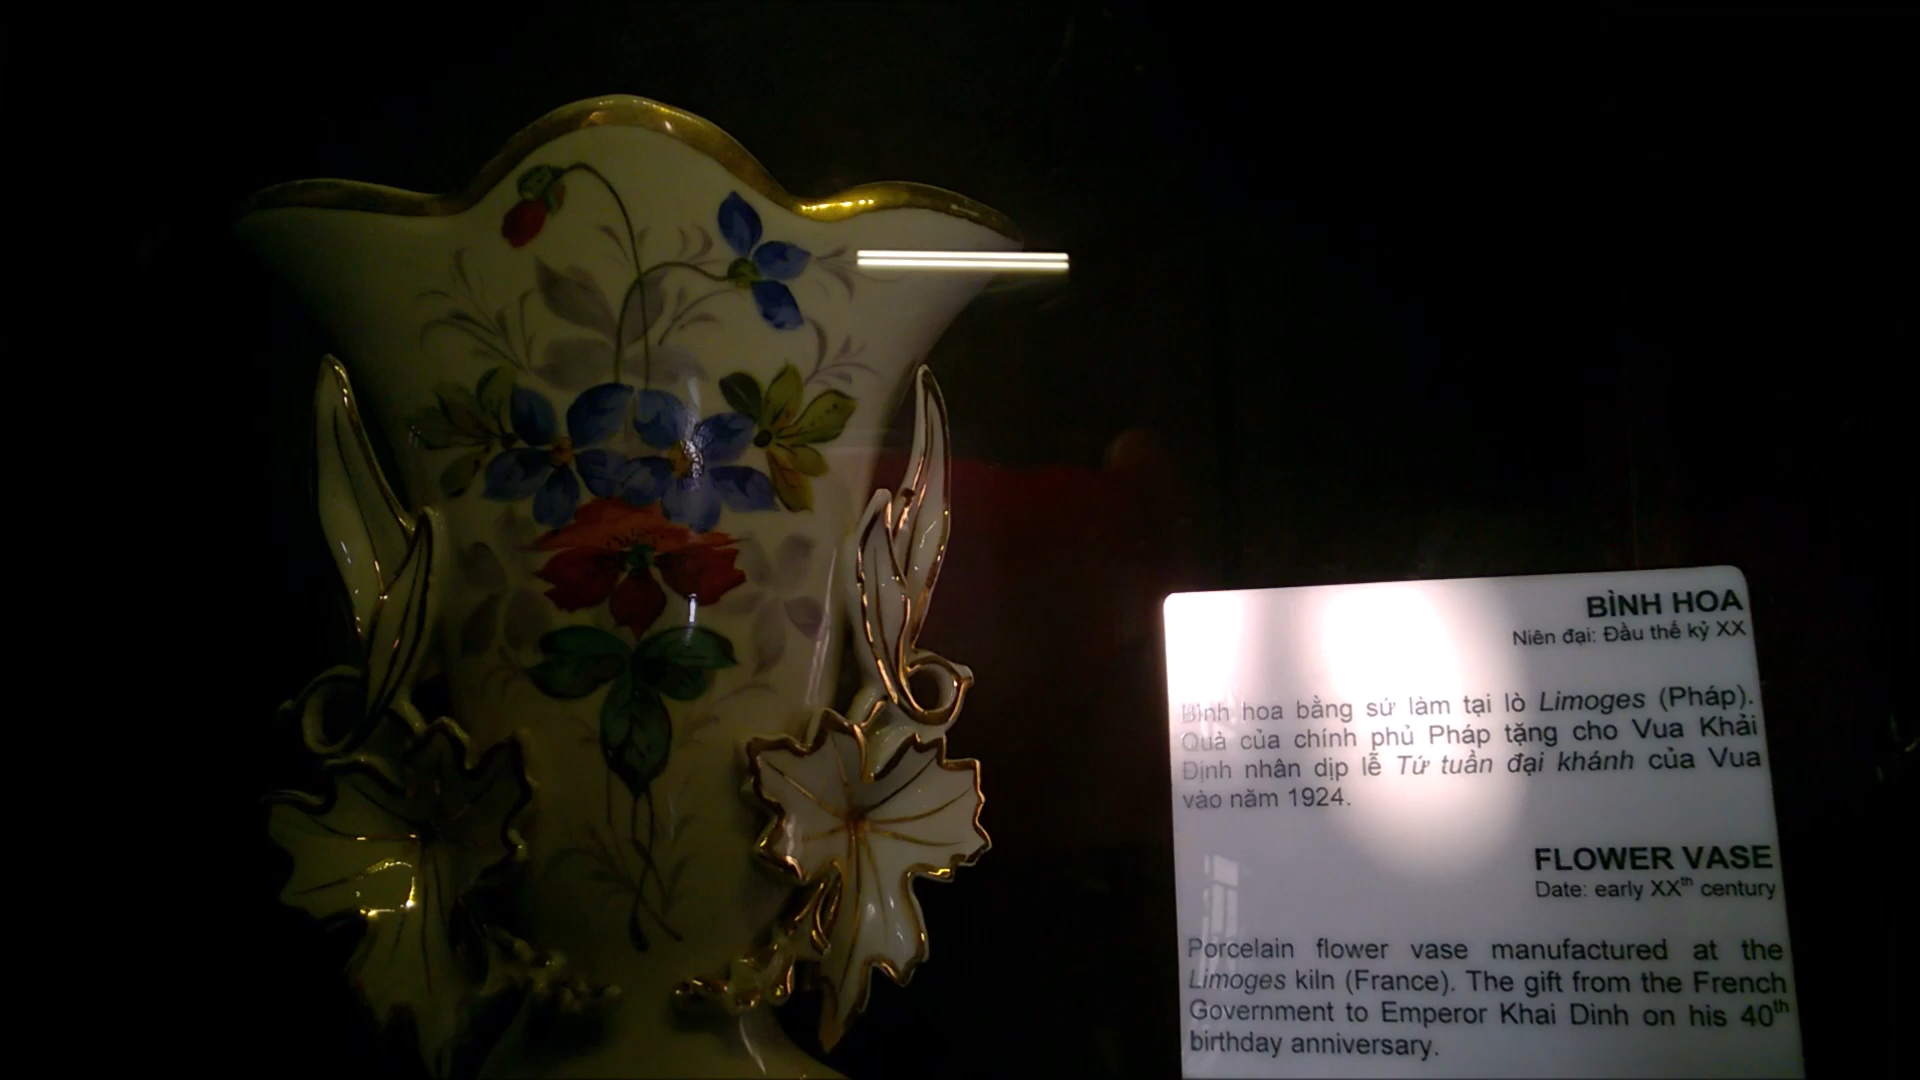 BÌNH HOA
Niên đại: Đầu thế kỷ XX
Bình hoa bằng sứ làm tại lò Limoges (Pháp).
Quà của chính phủ Pháp tặng cho Vua Khải
Định nhân dịp lễ Tứ tuần đại khánh của Vua
vào năm 1924.
FLOWER VASE
Date: early XXth century
Porcelain flower vase manufactured at the
Limoges kiln (France). The gift from the French
Government to Emperor Khai Dinh on his 40th
birthday anniversary.